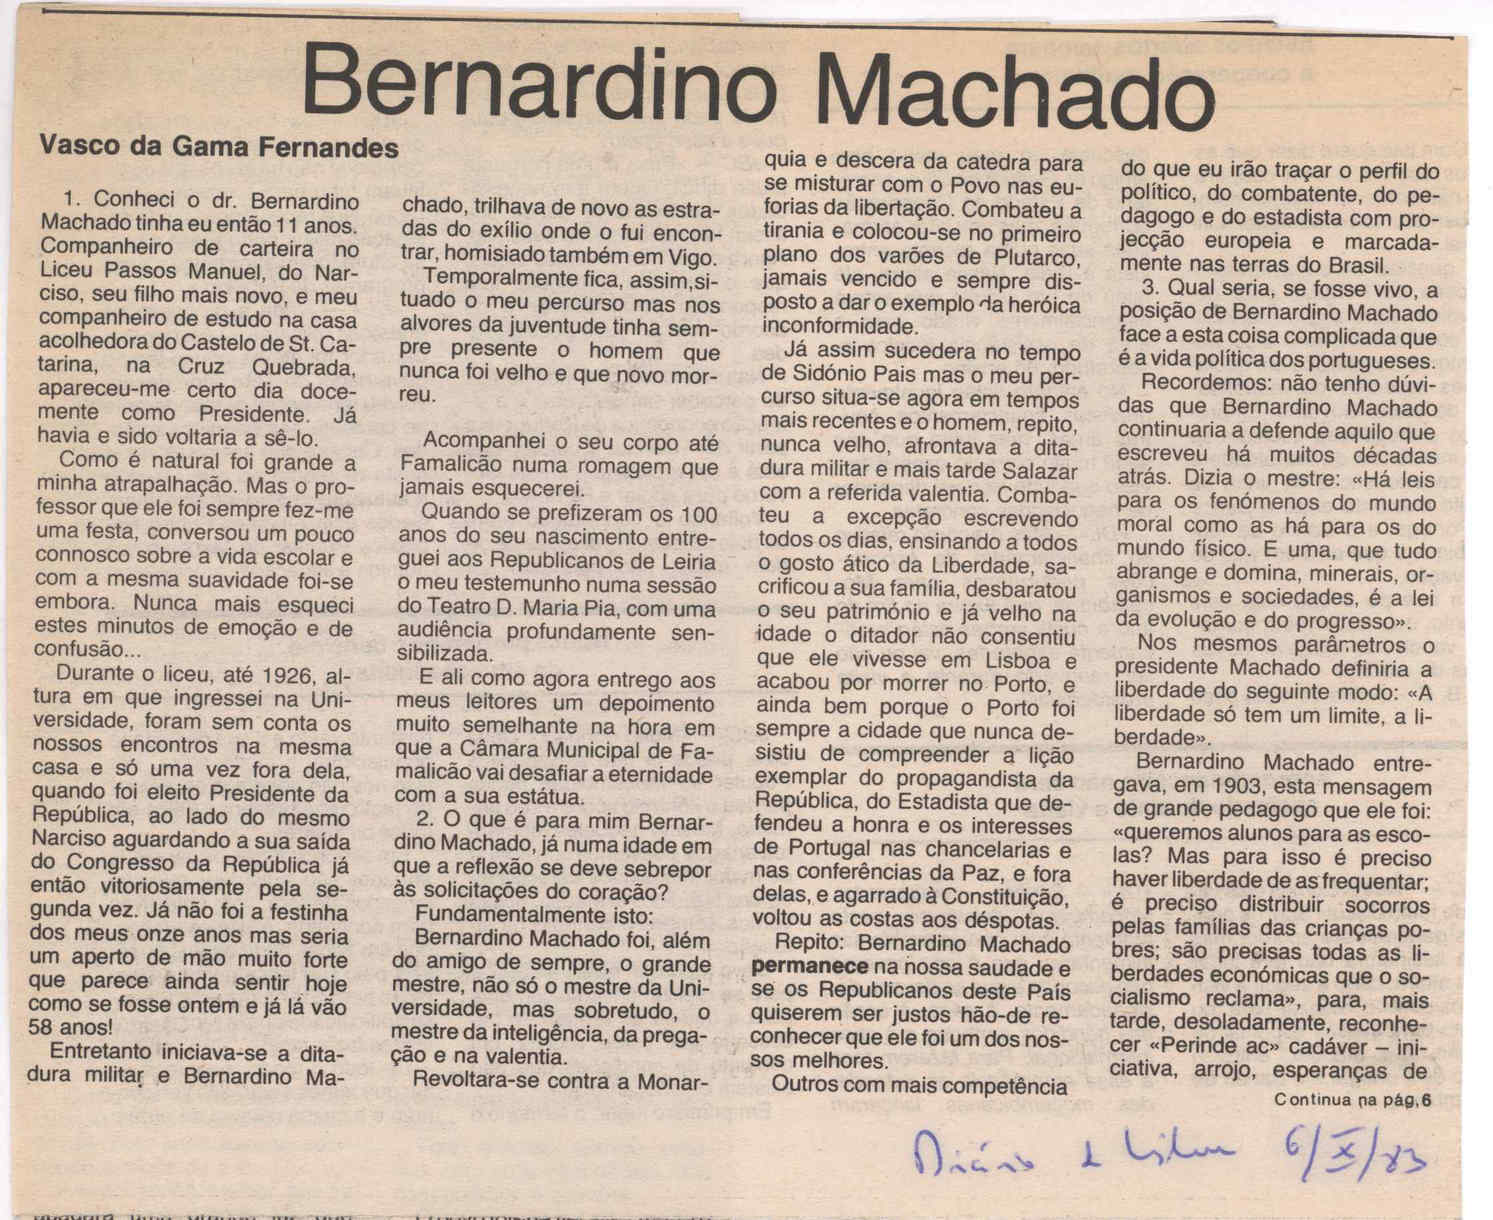 Bernardino Machado
Vasco da Gama Fernandes
1. Conheci o dr. Bernardino
Machado tinha eu então 11 anos.
Companheiro de carteira no
Liceu Passos Manuel, do Nar-
ciso, seu filho mais novo, e meu
companheiro de estudo na casa
acolhedora do Castelo de St. Ca-
tarina, na Cruz Quebrada,
apareceu-me certo dia doce-
mente como Presidente. Já
havia e sido voltaria a sê-lo.
Como é natural foi grande a
minha atrapalhação. Mas o pro-
fessor que ele foi sempre fez-me
uma festa, conversou um pouco
connosco sobre a vida escolar e
com a mesma suavidade foi-se
embora. Nunca mais esqueci
estes minutos de emoção e de
confusão...
Durante o liceu, até 1926, al-
tura em que ingressei na Uni-
versidade, foram sem conta os
nossos encontros na mesma
casa e só uma vez fora dela,
quando foi eleito Presidente da
República, ao lado do mesmo
Narciso aguardando a sua saída
do Congresso da República já
então vitoriosamente pela se-
gunda vez. Já não foi a festinha
dos meus onze anos mas seria
um aperto de mão muito forte
que parece ainda sentir hoje
como se fosse ontem e já lá vão
58 anos!
Entretanto iniciava-se a dita-
dura militar e Bernardino Ma-
chado, trilhava de novo as estra-
das do exílio onde o fui encon-
trar, homisiado também em Vigo.
Temporalmente fica, assim,si-
tuado o meu percurso mas nos
alvores da juventude tinha sem-
pre presente o homem que
nunca foi velho e que novo mor-
reu.
Acompanhei o seu corpo até
Famalicão numa romagem que
jamais esquecerei.
Quando se prefizeram os 100
anos do seu nascimento entre-
guei aos Republicanos de Leiria
o meu testemunho numa sessão
do Teatro D. Maria Pia, com uma
audiência profundamente sen-
sibilizada.
E ali como agora entrego aos
meus leitores um depoimento
muito semelhante na hora em
que a Câmara Municipal de Fa-
malicão vai desafiar a eternidade
com a sua estátua.
2. O que é para mim Bernar-
dino Machado, já numa idade em
que a reflexão se deve sebrepor
às solicitações do coração?
Fundamentalmente isto:
Bernardino Machado foi, além
do amigo de sempre, o grande
mestre, não só o mestre da Uni-
versidade, mas sobretudo, o
mestre da inteligência, da prega-
ção e na valentia.
Revoltara-se contra a Monar-
quia e descera da catedra para
se misturar com o Povo nas eu-
forias da libertação. Combateu a
tirania e colocou-se no primeiro
plano dos varões de Plutarco,
jamais vencido e sempre dis-
posto a dar o exemplo da heróica
inconformidade.
Já assim sucedera no tempo
de Sidónio Pais mas o meu per-
curso situa-se agora em tempos
mais recentes e o homem, repito,
nunca velho, afrontava a dita-
dura militar e mais tarde Salazar
com a referida valentia. Comba-
teu a excepção escrevendo
todos os dias, ensinando a todos
o gosto ático da Liberdade, sa-
crificou a sua família, desbaratou
o seu património e já velho na
idade o ditador não consentiu
que ele vivesse em Lisboa e
acabou por morrer no Porto, e
ainda bem porque o Porto foi
sempre a cidade que nunca de-
sistiu de compreender a lição
exemplar do propagandista da
República, do Estadista que de-
fendeu a honra e os interesses
de Portugal nas chancelarias e
nas conferências da Paz, e fora
delas, e agarrado à Constituição,
voltou as costas aos déspotas.
Repito: Bernardino Machado
permanece na nossa saudade e
se os Republicanos deste País
quiserem ser justos hão-de re-
conhecer que ele foi um dos nos-
sos melhores.
Outros com mais competência
do que eu irão traçar o perfil do
político, do combatente, do pe-
dagogo e do estadista com pro-
jecção europeia e marcada-
mente nas terras do Brasil.
3. Qual seria, se fosse vivo, a
posição de Bernardino Machado
face a esta coisa complicada que
é a vida política dos portugueses.
Recordemos: não tenho dúvi-
das que Bernardino Machado
continuaria a defende aquilo que
escreveu há muitos décadas
atrás. Dizia o mestre: «Há leis
para os fenómenos do mundo
moral como as há para os do
mundo físico. E uma, que tudo
abrange e domina, minerais, or-
ganismos e sociedades, é a lei
da evolução e do progresso».
Nos mesmos parâmetros o
presidente Machado definiria a
liberdade do seguinte modo: «A
liberdade só tem um limite, a li-
berdade».
Bernardino Machado entre-
gava, em 1903, esta mensagem
de grande pedagogo que ele foi:
«queremos alunos para as esco-
las? Mas para isso é preciso
haver liberdade de as frequentar;
é preciso distribuir socorros
pelas famílias das crianças po-
bres; são precisas todas as li-
berdades económicas que o so-
cialismo reclama», para, mais
tarde, desoladamente, reconhe-
cer «Perinde ac» cadáver – ini-
ciativa, arrojo, esperanças de
Continua na pág,6
Diário de Lisboa 6/X/83